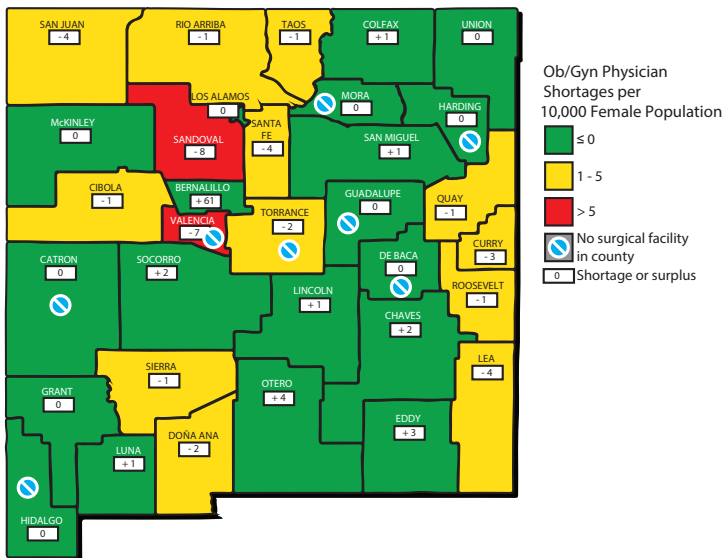 SAN JUAN
- 4
RIO ARRIBA
- 1
TAOS
- 1
COLFAX
+ 1
UNION
0
LOS ALAMOS
0
MORA
0
HARDING
0
McKINLEY
0
SANDOVAL
- 8
SANTA
FE
- 4
SAN MIGUEL
+ 1
CIBOLA
- 1
BERNALILLO
+ 61
GUADALUPE
0
QUAY
- 1
VALENCIA
- 7
TORRANCE
- 2
CURRY
- 3
CATRON
0
SOCORRO
+ 2
DE BACA
0
ROOSEVELT
- 1
LINCOLN
+ 1
CHAVES
+ 2
SIERRA
- 1
LEA
- 4
GRANT
0
OTERO
+ 4
EDDY
+ 3
DOÑA ANA
- 2
LUNA
+ 1
HIDALGO
0
Ob/Gyn Physician
Shortages per
10,000 Female Population
≤ 0
1 - 5
> 5
No surgical facility
in county
0 Shortage or surplus